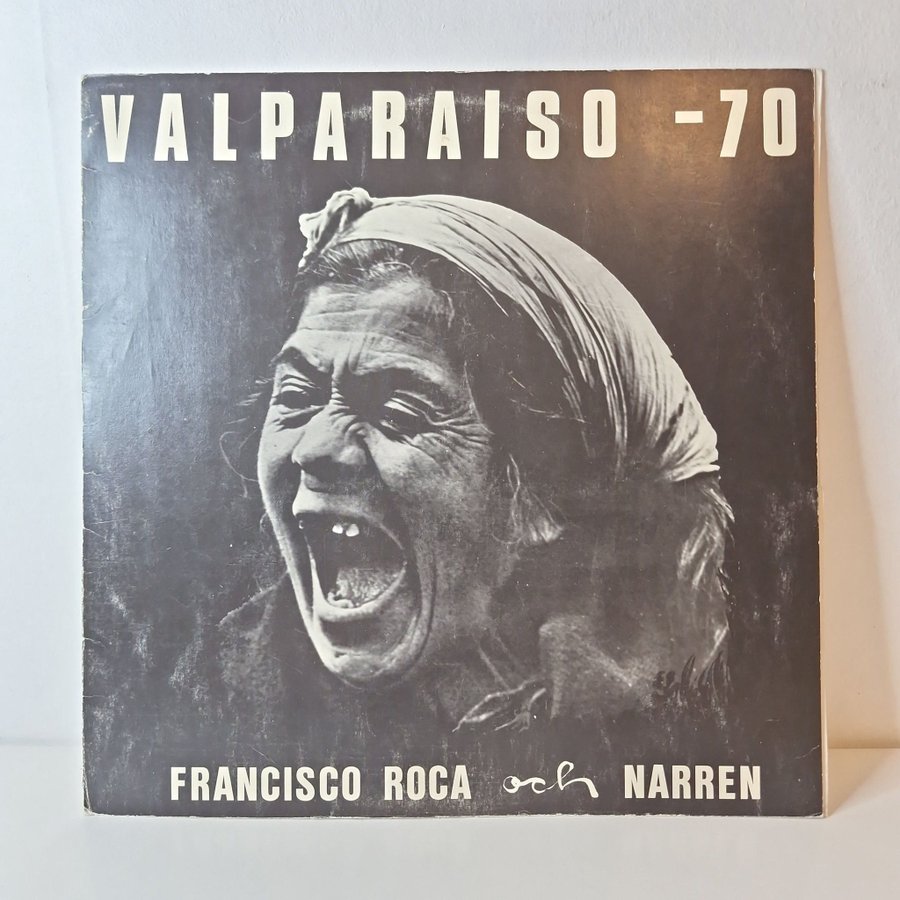 VALPARAISO -70
FRANCISCO ROCA och NARREN